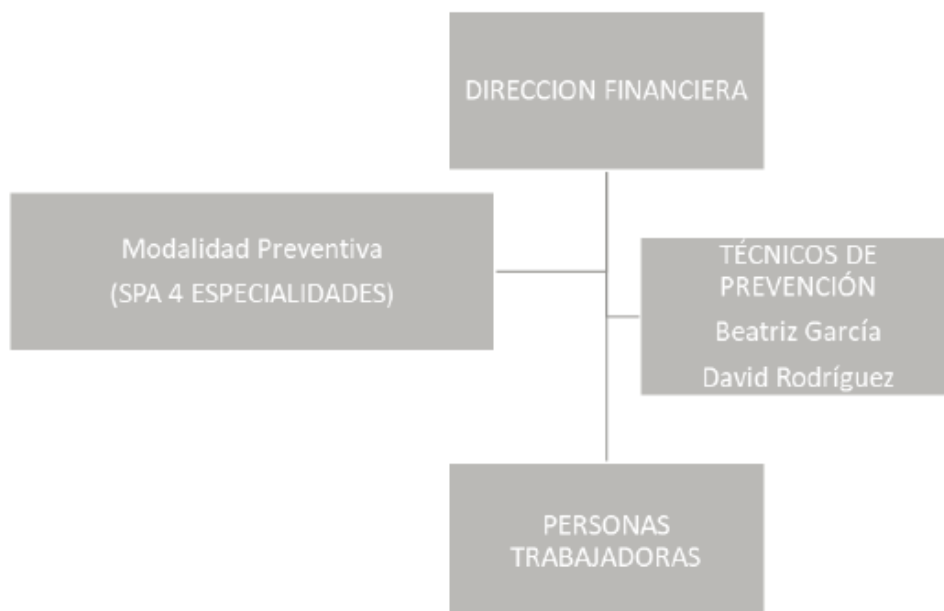 DIRECCION FINANCIERA
Modalidad Preventiva
(SPA 4 ESPECIALIDADES)
TÉCNICOS DE
PREVENCIÓN
Beatriz García
David Rodríguez
PERSONAS
TRABAJADORAS